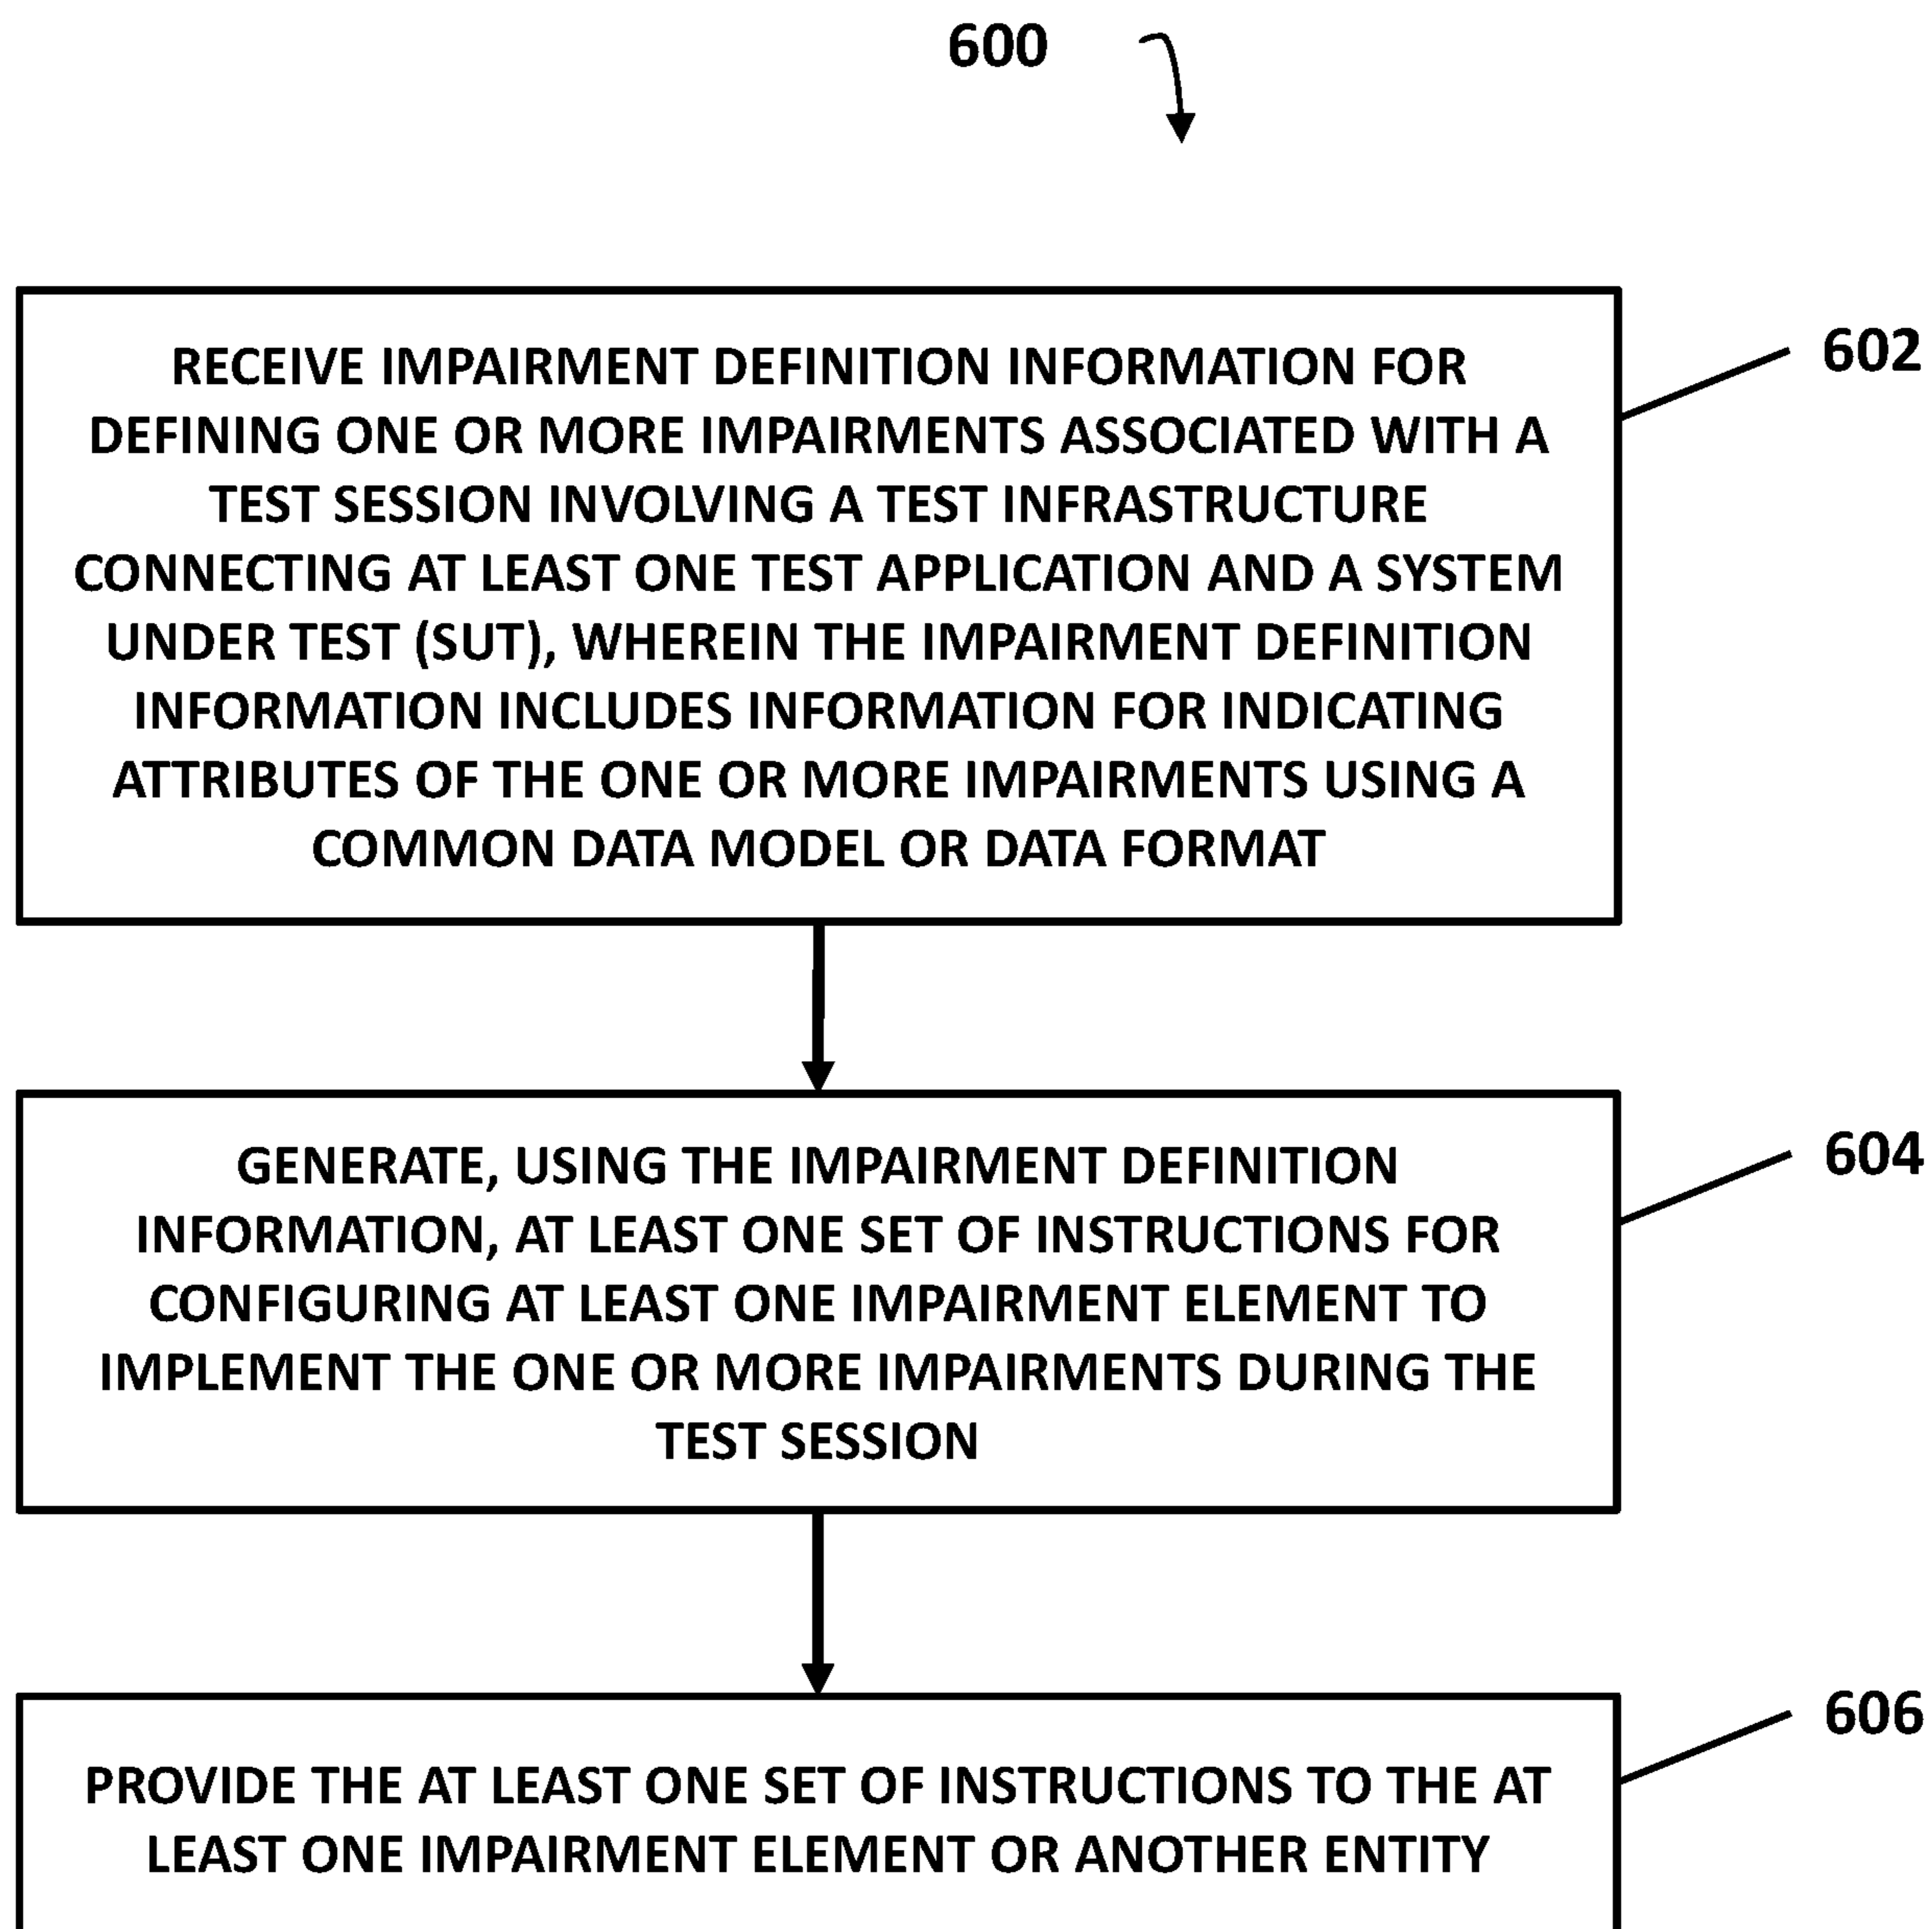 600
RECEIVE IMPAIRMENT DEFINITION INFORMATION FOR
DEFINING ONE OR MORE IMPAIRMENTS ASSOCIATED WITH A
TEST SESSION INVOLVING A TEST INFRASTRUCTURE
CONNECTING AT LEAST ONE TEST APPLICATION AND A SYSTEM
UNDER TEST (SUT), WHEREIN THE IMPAIRMENT DEFINITION
INFORMATION INCLUDES INFORMATION FOR INDICATING
ATTRIBUTES OF THE ONE OR MORE IMPAIRMENTS USING A
COMMON DATA MODEL OR DATA FORMAT
602
GENERATE, USING THE IMPAIRMENT DEFINITION
INFORMATION, AT LEAST ONE SET OF INSTRUCTIONS FOR
CONFIGURING AT LEAST ONE IMPAIRMENT ELEMENT TO
IMPLEMENT THE ONE OR MORE IMPAIRMENTS DURING THE
TEST SESSION
604
PROVIDE THE AT LEAST ONE SET OF INSTRUCTIONS TO THE AT
LEAST ONE IMPAIRMENT ELEMENT OR ANOTHER ENTITY
606